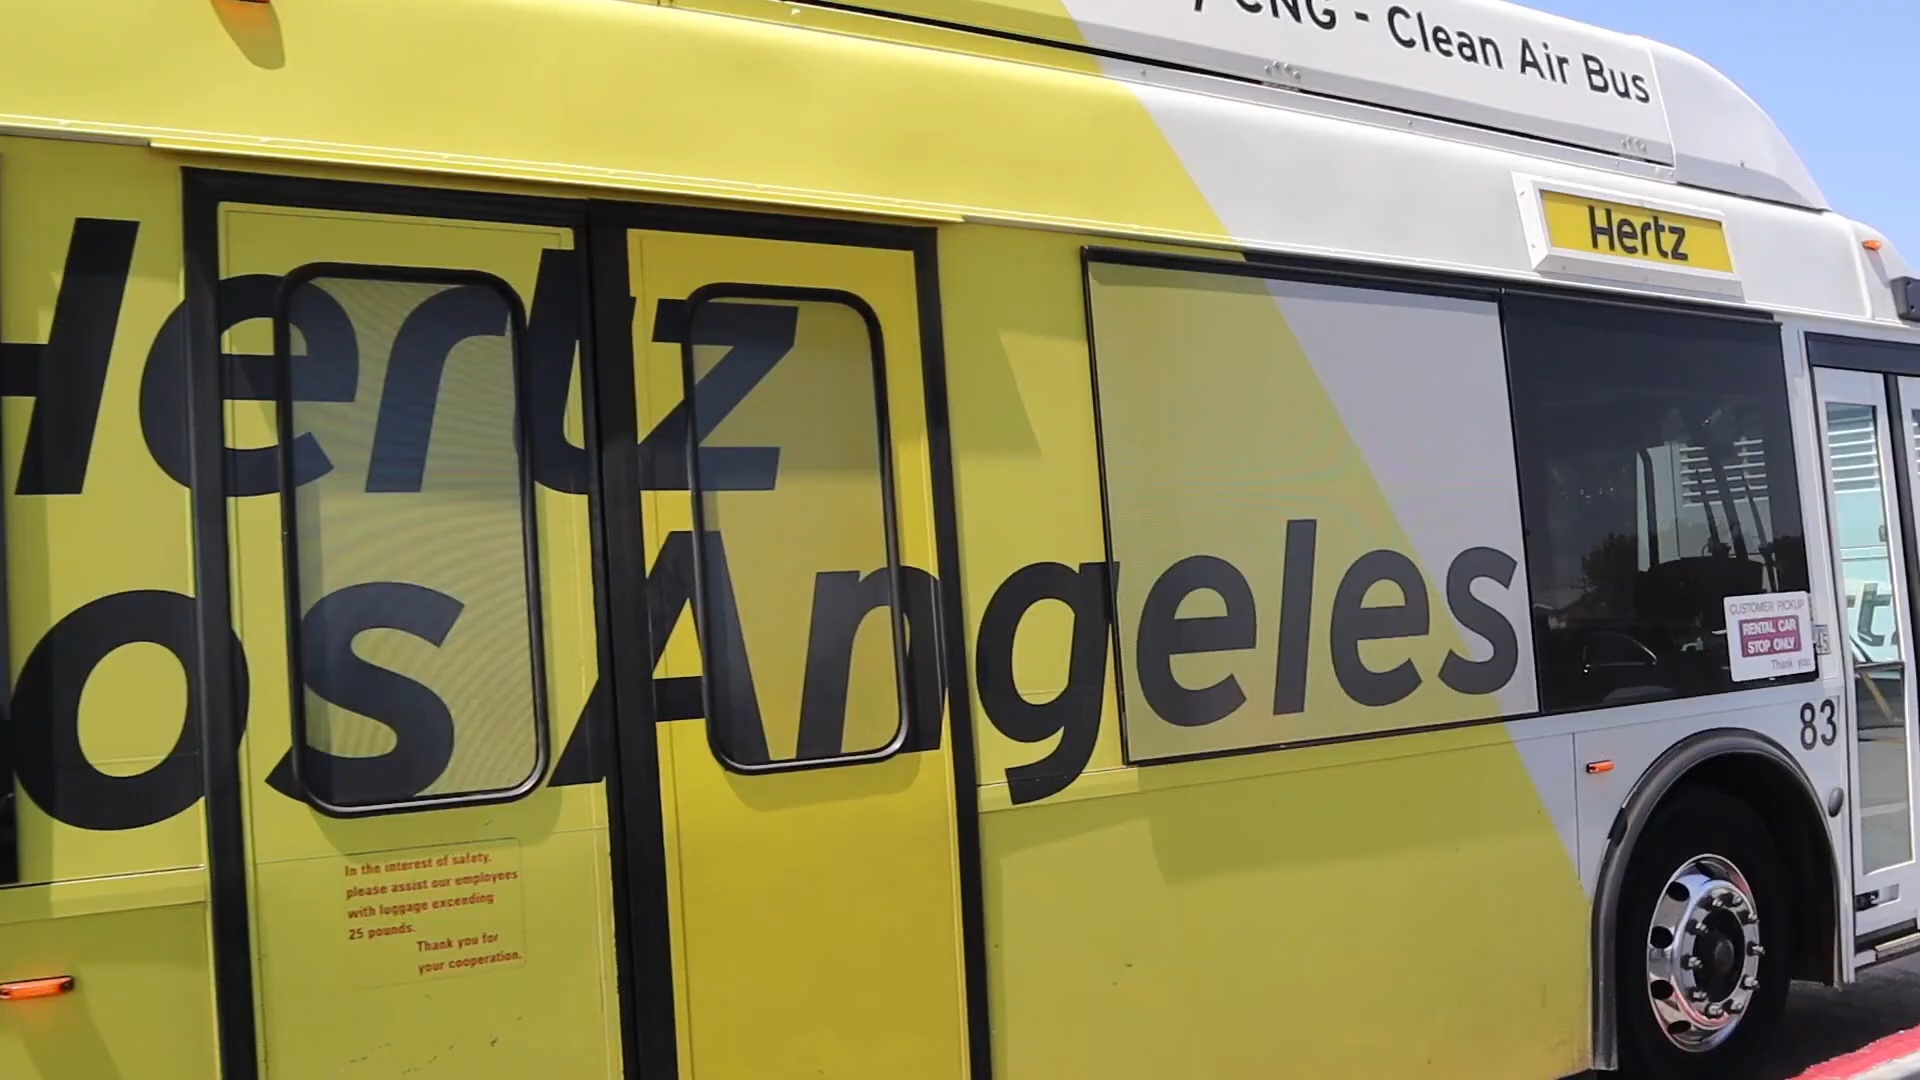 CNG - Clean Air Bus
Hertz
Hertz
Los Angeles
CUSTOMER PICKUP
RENTAL CAR
STOP ONLY
Thank you
45
83
In the interest of safety,
please assist our employees
with luggage exceeding
25 pounds.
Thank you for
your cooperation.